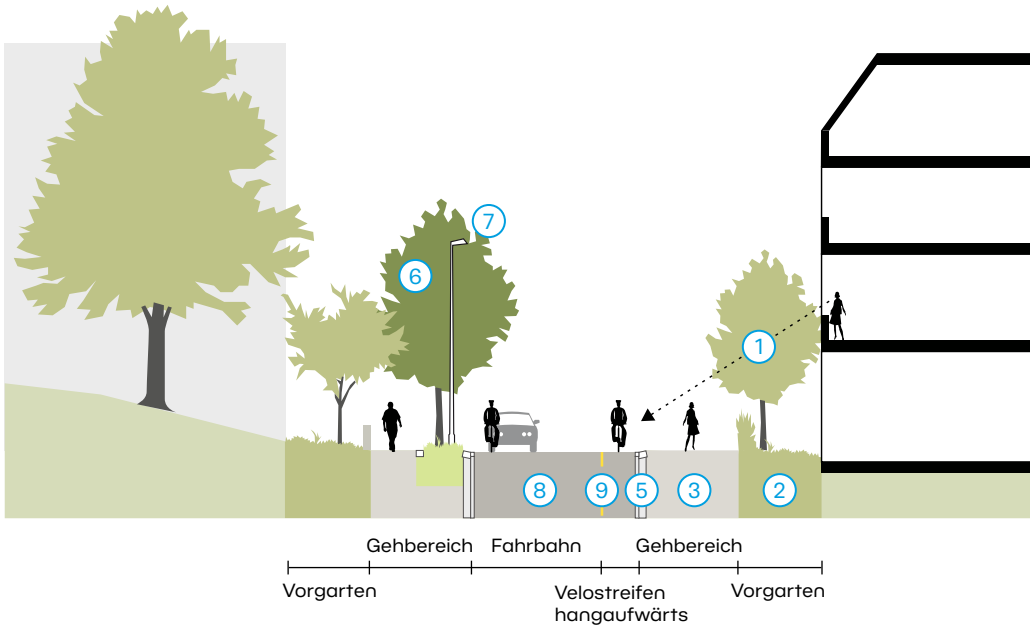 7
6
1
8
9
5
3
2
Gehbereich
Fahrbahn
Gehbereich
Vorgarten
Velostreifen
hangaufwärts
Vorgarten